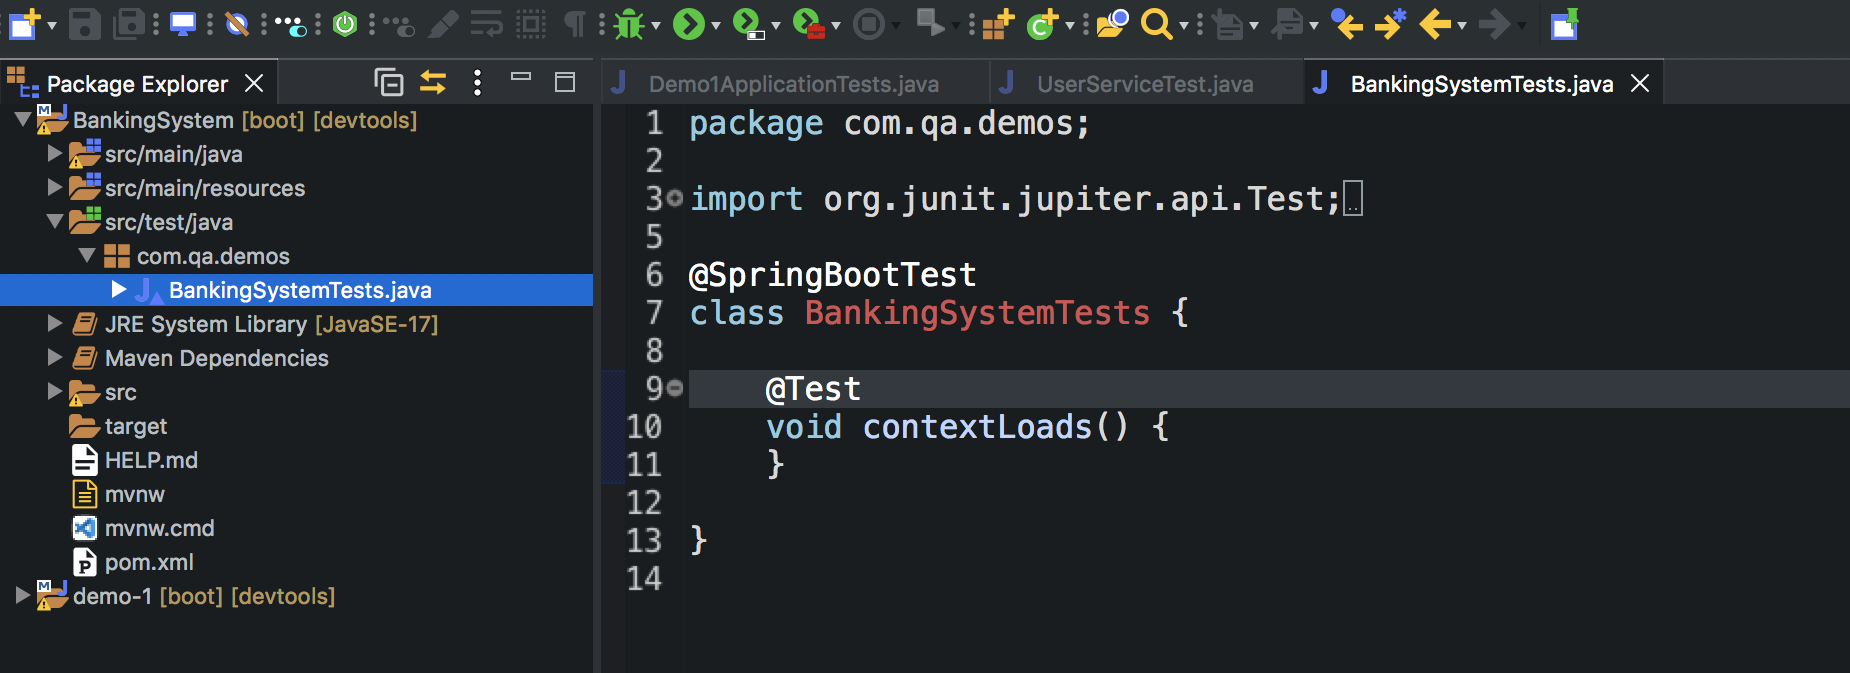 Package Explorer
BankingSystem [boot] [devtools]
src/main/java
src/main/resources
src/test/java
com.qa.demos
BankingSystemTests.java
JRE System Library [JavaSE-17]
Maven Dependencies
src
target
HELP.md
mvnw
mvnw.cmd
pom.xml
demo-1 [boot] [devtools]
Demo1ApplicationTests.java
UserServiceTest.java
BankingSystemTests.java
1 package com.qa.demos;
2
3 import org.junit.jupiter.api.Test;
5
6 @SpringBootTest
7 class BankingSystemTests {
8
9 @Test
10 void contextLoads() {
11 }
12
13 }
14